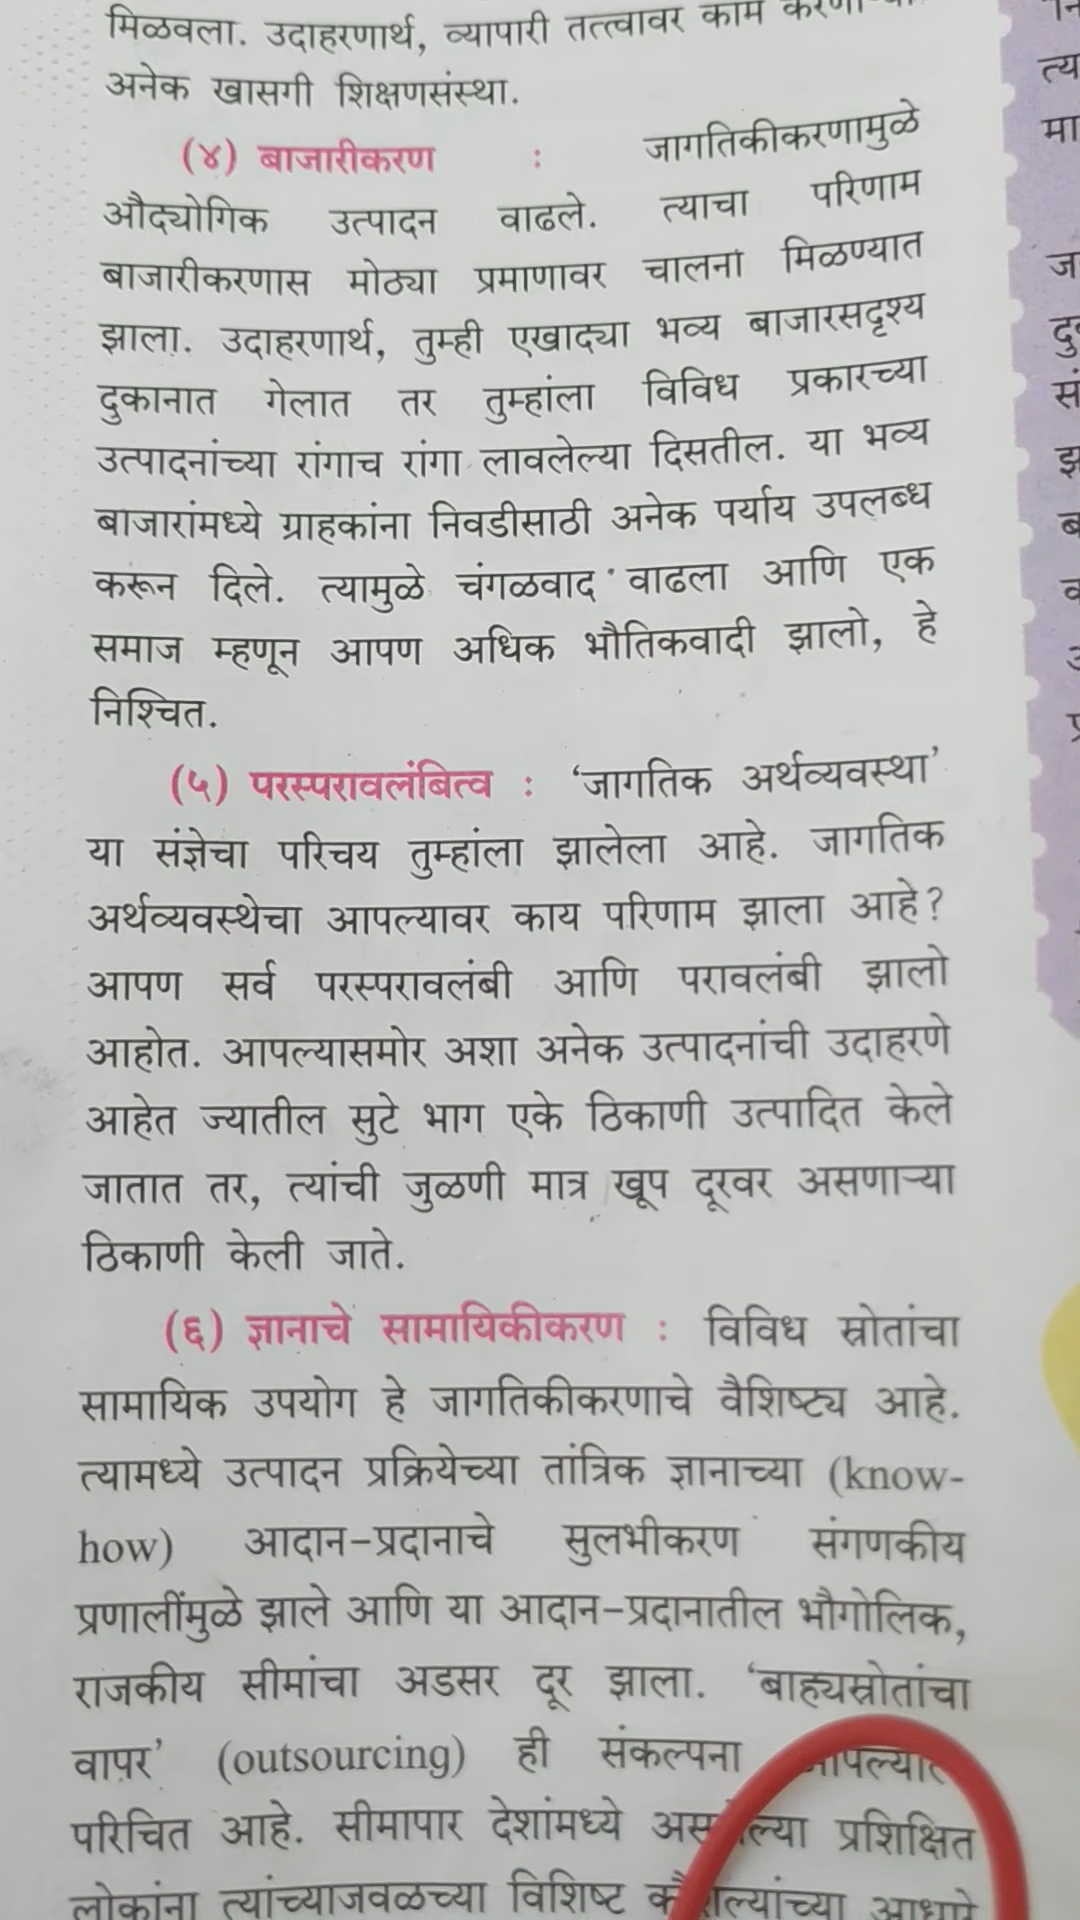 मिळवला. उदाहरणार्थ, व्यापारी तत्त्वावर काम
अनेक खासगी शिक्षणसंस्था.
(४) बाजारीकरण : जागतिकीकरणामुळे
औद्योगिक उत्पादन वाढले. त्याचा परिणाम
बाजारीकरणास मोठ्या प्रमाणावर चालना मिळण्यात
झाला. उदाहरणार्थ, तुम्ही एखाद्या भव्य बाजारसदृश्य
दुकानात गेलात तर तुम्हांला विविध प्रकारच्या
उत्पादनांच्या रांगाच रांगा लावलेल्या दिसतील. या भव्य
बाजारांमध्ये ग्राहकांना निवडीसाठी अनेक पर्याय उपलब्ध
करून दिले. त्यामुळे चंगळवाद वाढला आणि एक
समाज म्हणून आपण अधिक भौतिकवादी झालो, हे
निश्चित.
(५) परस्परावलंबित्व : ‘जागतिक अर्थव्यवस्था’
या संज्ञेचा परिचय तुम्हांला झालेला आहे. जागतिक
अर्थव्यवस्थेचा आपल्यावर काय परिणाम झाला आहे?
आपण सर्व परस्परावलंबी आणि परावलंबी झालो
आहोत. आपल्यासमोर अशा अनेक उत्पादनांची उदाहरणे
आहेत ज्यातील सुटे भाग एके ठिकाणी उत्पादित केले
जातात तर, त्यांची जुळणी मात्र खूप दूरवर असणाऱ्या
ठिकाणी केली जाते.
(६) ज्ञानाचे सामायिकीकरण : विविध स्रोतांचा
सामायिक उपयोग हे जागतिकीकरणाचे वैशिष्ट्य आहे.
त्यामध्ये उत्पादन प्रक्रियेच्या तांत्रिक ज्ञानाच्या (know-
how) आदान-प्रदानाचे सुलभीकरण संगणकीय
प्रणालींमुळे झाले आणि या आदान-प्रदानातील भौगोलिक,
राजकीय सीमांचा अडसर दूर झाला. ‘बाह्यस्रोतांचा
वापर’ (outsourcing) ही संकल्पना
परिचित आहे. सीमापार देशांमध्ये प्रशिक्षित
लोकांना त्यांच्याजवळच्या विशिष्ट